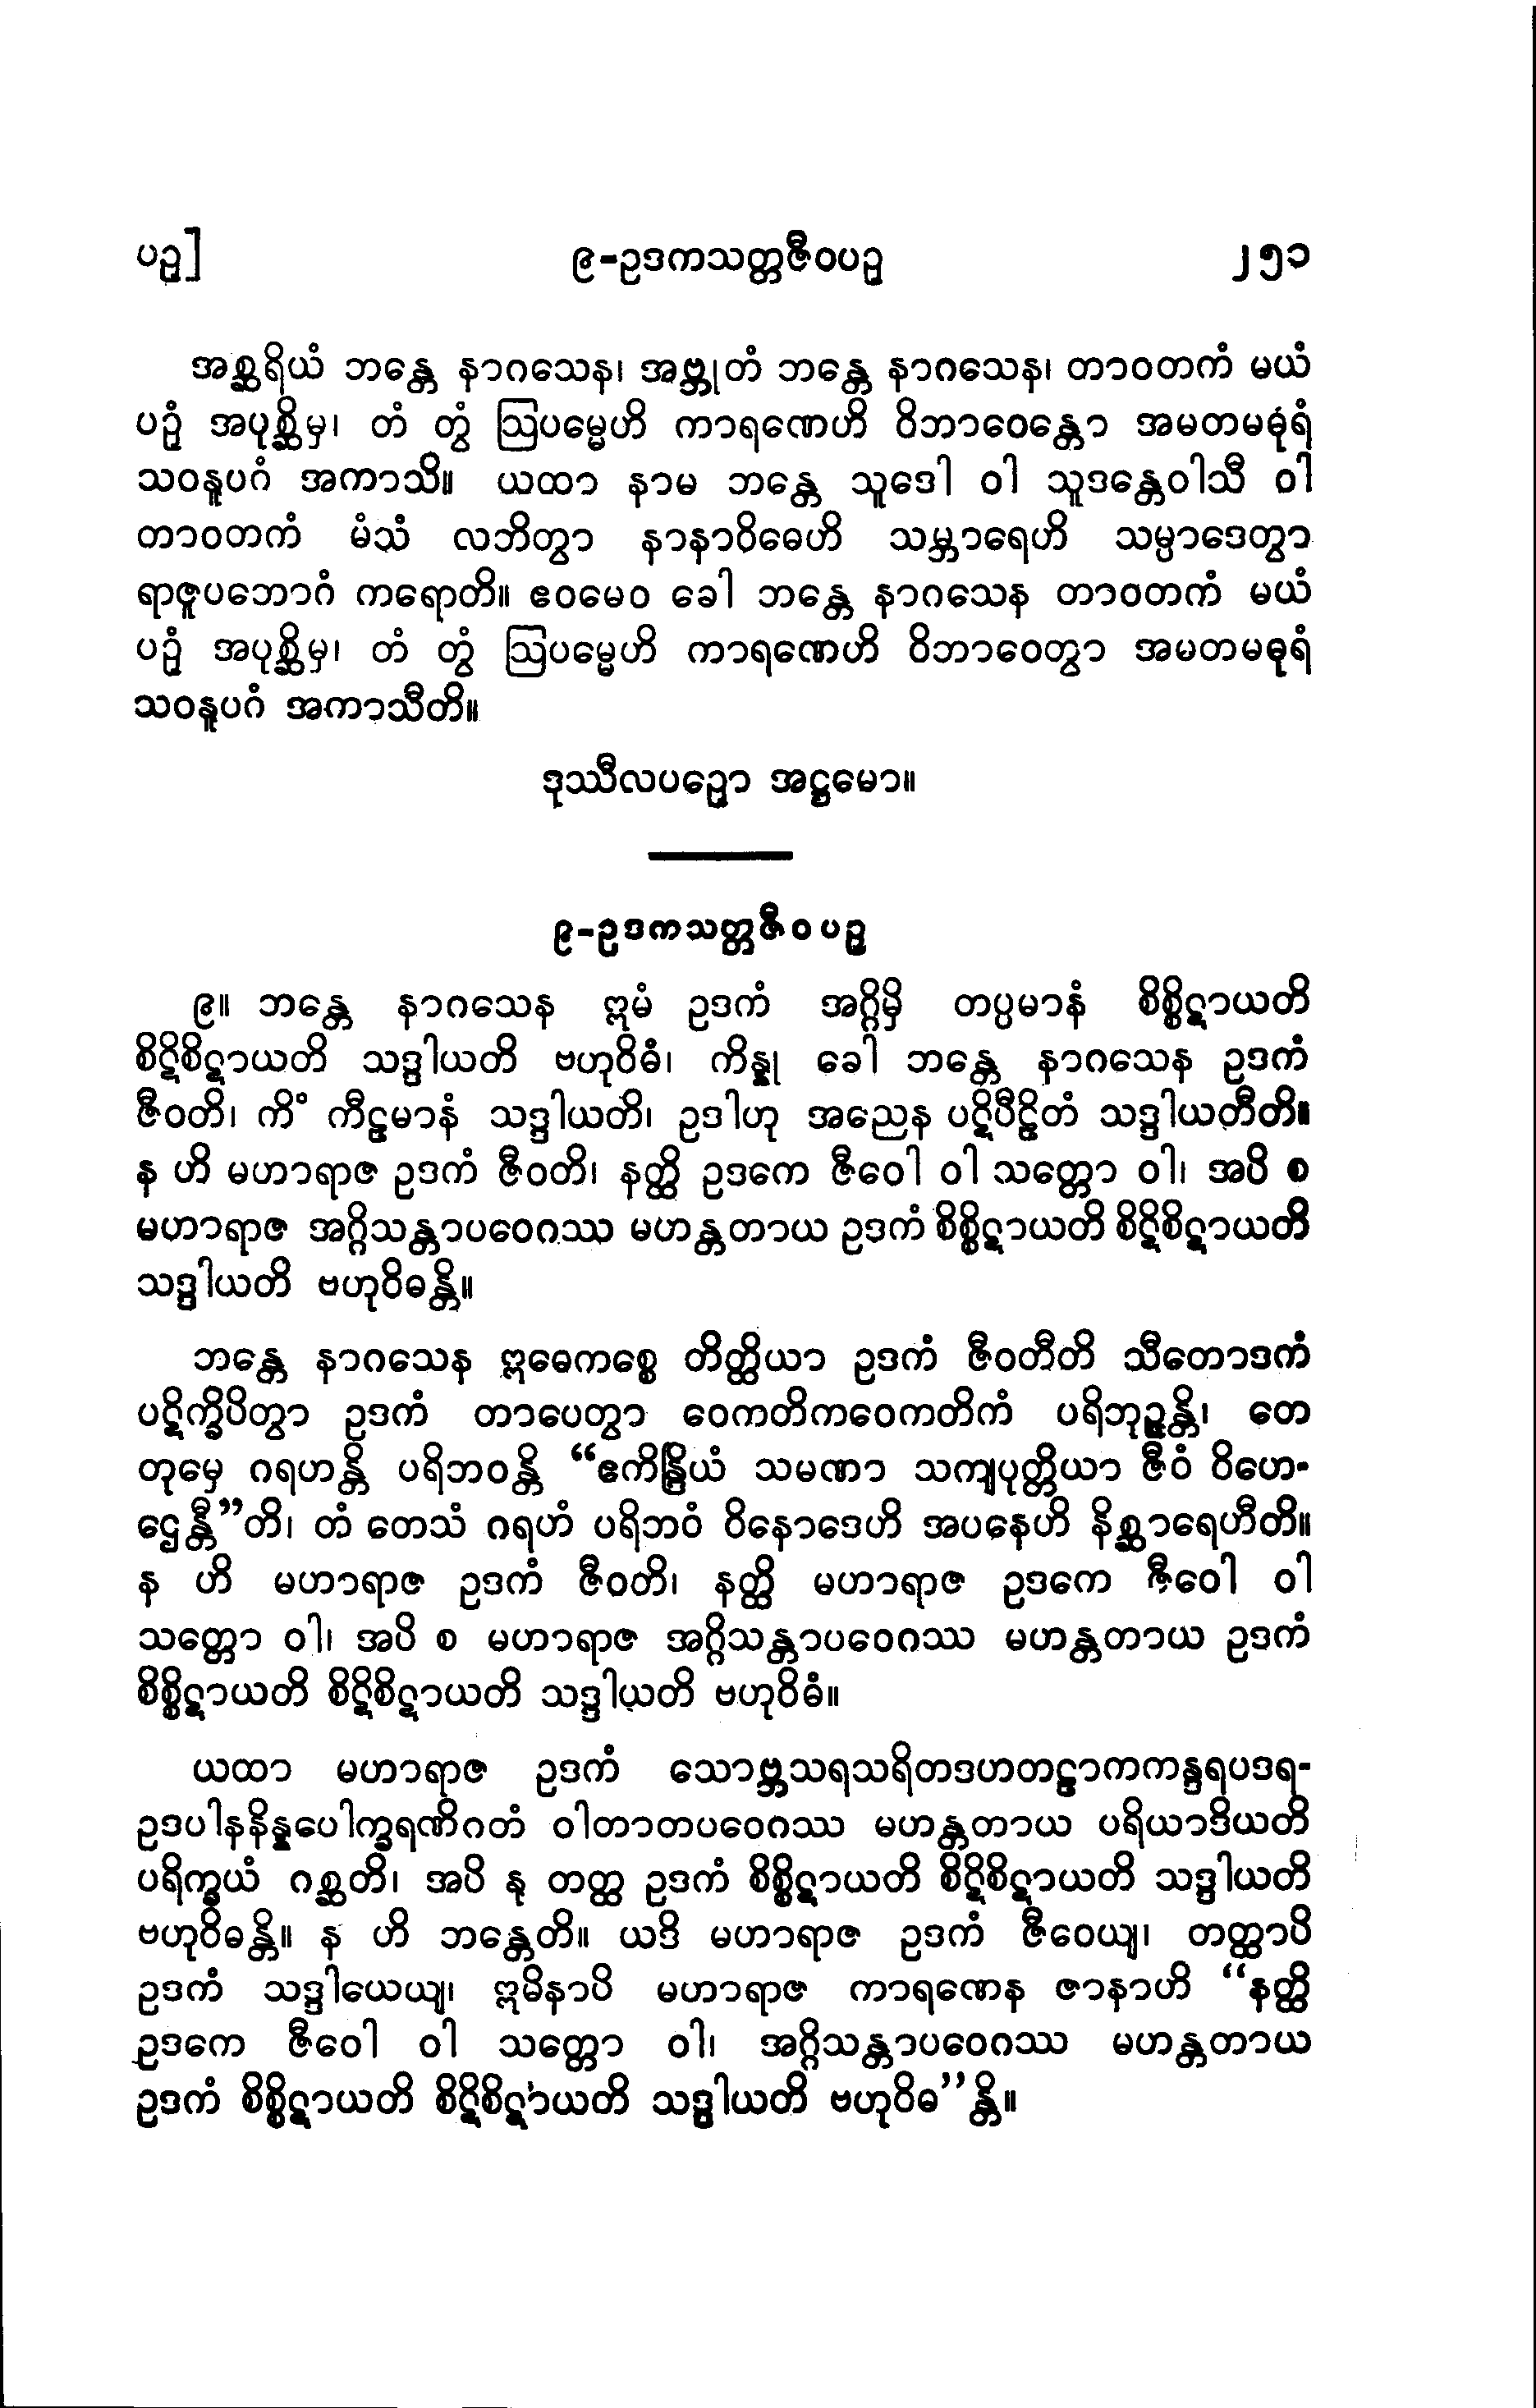 ပဥှ]
၉-ဥဒကသတ္တဇီဝပဥှ
၂၅၁
အစ္ဆရိယံ ဘန္တေ နာဂသေန၊ အဗ္ဘုတံ ဘန္တေ နာဂသေန၊ တာဝတကံ မယံ
ပဥှံ အပုစ္ဆိမှ၊ တံ တွံ ဩပမ္မေဟိ ကာရဏေဟိ ဝိဘာဝေန္တော အမတမဓုရံ
သဝနူပဂံ အကာသိ။ ယထာ နာမ ဘန္တေ သူဒေါ ဝါ သူဒန္တေဝါသီ ဝါ
တာဝတကံ မံသံ လဘိတွာ နာနာဝိဓေဟိ သမ္ဘာရေဟိ သမ္ပာဒေတွာ
ရာဇူပဘောဂံ ကရောတိ။ ဧဝမေဝ ခေါ ဘန္တေ နာဂသေန တာဝတကံ မယံ
ပဥှံ အပုစ္ဆိမှ၊ တံ တွံ ဩပမ္မေဟိ ကာရဏေဟိ ဝိဘာဝေတွာ အမတမဓုရံ
သဝနူပဂံ အကာသီတိ။
ဒုဿီလပဥှော အဋ္ဌမော။
၉-ဥဒကသတ္တဇီဝပဥှ
၉။ ဘန္တေ နာဂသေန ဣမံ ဥဒကံ အဂ္ဂိမှိ တပ္ပမာနံ စိစ္စိဋာယတိ
စိဋိစိဋာယတိ သဒ္ဒါယတိ ဗဟုဝိဓံ၊ ကိန္နု ခေါ ဘန္တေ နာဂသေန ဥဒကံ
ဇီဝတိ၊ ကိံ ကီဠမာနံ သဒ္ဒါယတိ၊ ဥဒါဟု အညေန ပဋိပီဠိတံ သဒ္ဒါယတီတိ။
န ဟိ မဟာရာဇ ဥဒကံ ဇီဝတိ၊ နတ္ထိ ဥဒကေ ဇီဝေါ ဝါ သတ္တော ဝါ၊ အပိ စ
မဟာရာဇ အဂ္ဂိသန္တာပဝေဂဿ မဟန္တတာယ ဥဒကံ စိစ္စိဋာယတိ စိဋိစိဋာယတိ
သဒ္ဒါယတိ ဗဟုဝိဓန္တိ။
ဘန္တေ နာဂသေန ဣဓေကစ္စေ တိတ္ထိယာ ဥဒကံ ဇီဝတီတိ သီတောဒကံ
ပဋိက္ခိပိတွာ ဥဒကံ တာပေတွာ ဝေကတိကဝေကတိကံ ပရိဘုဉ္ဇန္တိ၊ တေ
တုမှေ ဂရဟန္တိ ပရိဘဝန္တိ “ဧကိန္ဒြိယံ သမဏာ သကျပုတ္တိယာ ဇီဝံ ဝိဟေ-
ဌေန္တီ”တိ၊ တံ တေသံ ဂရဟံ ပရိဘဝံ ဝိနောဒေဟိ အပနေဟိ နိစ္ဆာရေဟီတိ။
န ဟိ မဟာရာဇ ဥဒကံ ဇီဝတိ၊ နတ္ထိ မဟာရာဇ ဥဒကေ ဇီဝေါ ဝါ
သတ္တော ဝါ၊ အပိ စ မဟာရာဇ အဂ္ဂိသန္တာပဝေဂဿ မဟန္တတာယ ဥဒကံ
စိစ္စိဋာယတိ စိဋိစိဋာယတိ သဒ္ဒါယတိ ဗဟုဝိဓံ။
ယထာ မဟာရာဇ ဥဒကံ သောဗ္ဘသရသရိတဒဟတဠာကကန္ဒရပဒရ-
ဥဒပါနနိန္နပေါက္ခရဏိဂတံ ဝါတာတပဝေဂဿ မဟန္တတာယ ပရိယာဒိယတိ
ပရိက္ခယံ ဂစ္ဆတိ၊ အပိ နု တတ္ထ ဥဒကံ စိစ္စိဋာယတိ စိဋိစိဋာယတိ သဒ္ဒါယတိ
ဗဟုဝိဓန္တိ။ န ဟိ ဘန္တေတိ။ ယဒိ မဟာရာဇ ဥဒကံ ဇီဝေယျ၊ တတ္ထာပိ
ဥဒကံ သဒ္ဒါယေယျ၊ ဣမိနာပိ မဟာရာဇ ကာရဏေန ဇာနာဟိ “နတ္ထိ
ဥဒကေ ဇီဝေါ ဝါ သတ္တော ဝါ၊ အဂ္ဂိသန္တာပဝေဂဿ မဟန္တတာယ
ဥဒကံ စိစ္စိဋာယတိ စိဋိစိဋာယတိ သဒ္ဒါယတိ ဗဟုဝိဓ”န္တိ။